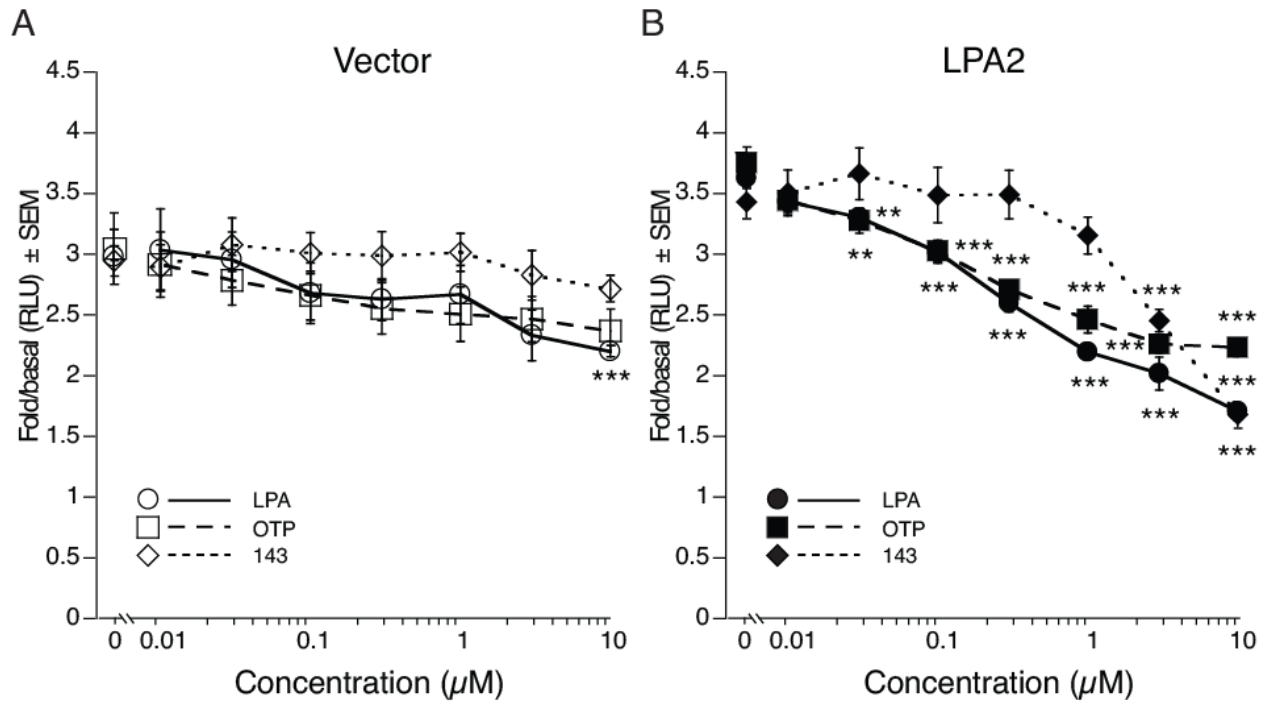 A
Vector
Fold/basal (RLU) ± SEM
4.5
4
3.5
3
2.5
2
1.5
1
0.5
0
***
LPA
OTP
143
0 0.01 0.1 1 10
Concentration (µM)
B
LPA2
Fold/basal (RLU) ± SEM
4.5
4
3.5
3
2.5
2
1.5
1
0.5
0
**
**
***
***
***
***
***
***
***
***
***
***
***
***
LPA
OTP
143
0 0.01 0.1 1 10
Concentration (µM)